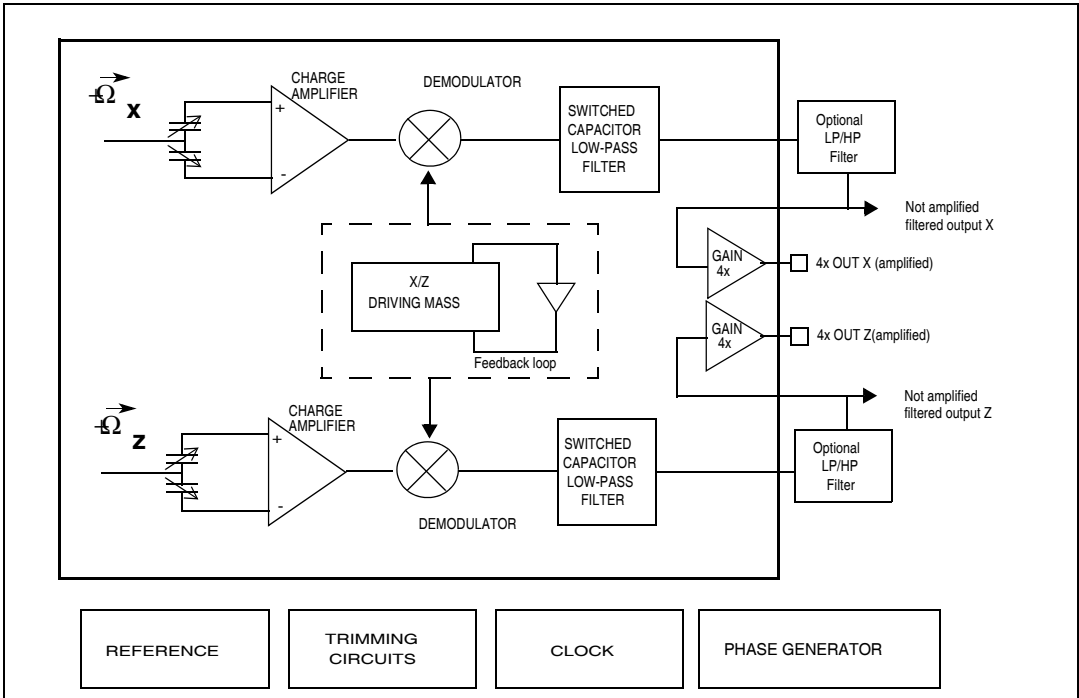 +Ω x
CHARGE
AMPLIFIER
DEMODULATOR
+
-
SWITCHED
CAPACITOR
LOW-PASS
FILTER
Optional
LP/HP
Filter
Not amplified
filtered output X
GAIN
4x
4x OUT X (amplified)
X/Z
DRIVING MASS
Feedback loop
GAIN
4x
4x OUT Z(amplified)
Not amplified
filtered output Z
+Ω z
CHARGE
AMPLIFIER
+
-
DEMODULATOR
SWITCHED
CAPACITOR
LOW-PASS
FILTER
Optional
LP/HP
Filter
REFERENCE
TRIMMING
CIRCUITS
CLOCK
PHASE GENERATOR